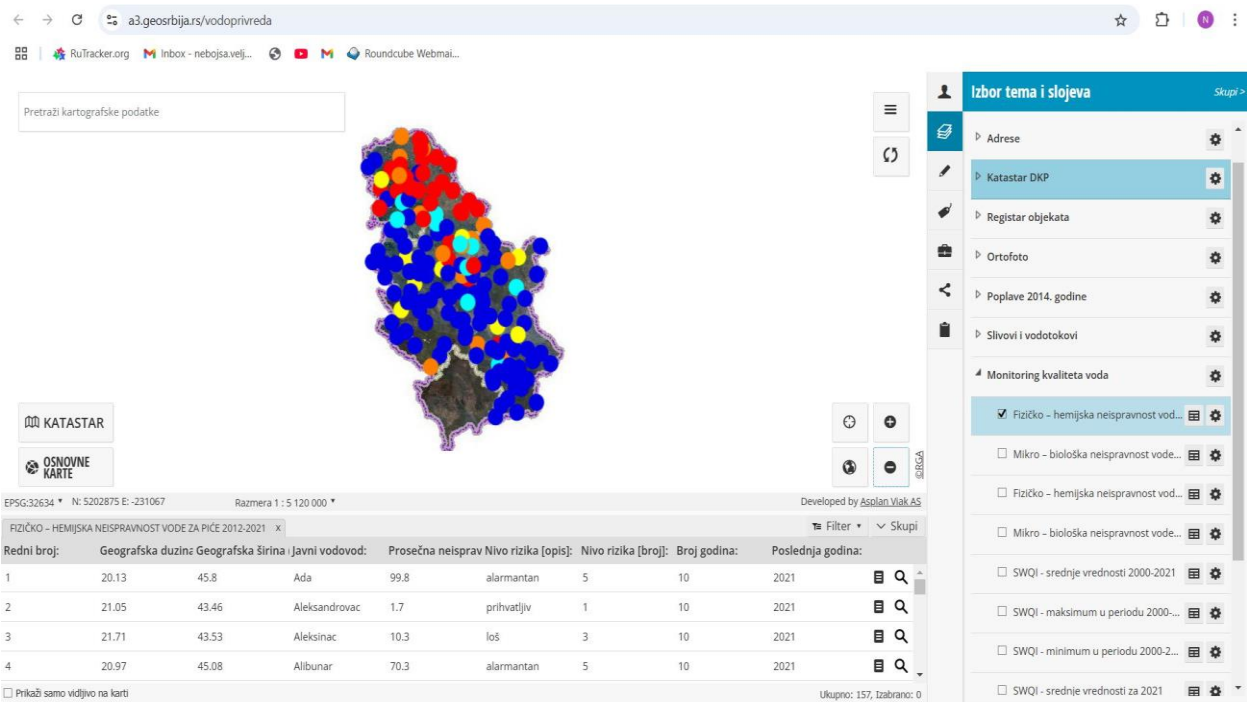 a3.geosrbija.rs/vodoprivreda
N
RuTracker.org
Inbox - nebojsa.velj...
Roundcube Webmai...
Pretraži kartografske podatke
Izbor tema i slojeva
Skupi >
Adrese
Katastar DKP
Registar objekata
Ortofoto
Poplave 2014. godine
Slivovi i vodotokovi
Monitoring kvaliteta voda
Fizičko – hemijska neispravnost vod...
Mikro – biološka neispravnost vode...
Fizičko – hemijska neispravnost vod...
Mikro – biološka neispravnost vode...
SWQI - srednje vrednosti 2000-2021
SWQI - maksimum u periodu 2000-...
SWQI - minimum u periodu 2000-2...
SWQI - srednje vrednosti za 2021
KATASTAR
OSNOVNE
KARTE
©RGA
EPSG:32634 N: 5202875 E: -231067 Razmera 1 : 5 120 000 Developed by Asplan Viak AS
FIZIČKO – HEMIJSKA NEISPRAVNOST VODE ZA PIĆE 2012-2021 X Filter Skupi
Redni broj: Geografska dužina Geografska širina Javni vodovod: Prosečna neisprav Nivo rizika [opis]: Nivo rizika [broj]: Broj godina: Poslednja godina:
1 20.13 45.8 Ada 99.8 alarmantan 5 10 2021
2 21.05 43.46 Aleksandrovac 1.7 prihvatljiv 1 10 2021
3 21.71 43.53 Aleksinac 10.3 loš 3 10 2021
4 20.97 45.08 Alibunar 70.3 alarmantan 5 10 2021
Prikaži samo vidljivo na karti Ukupno: 157, Izabrano: 0